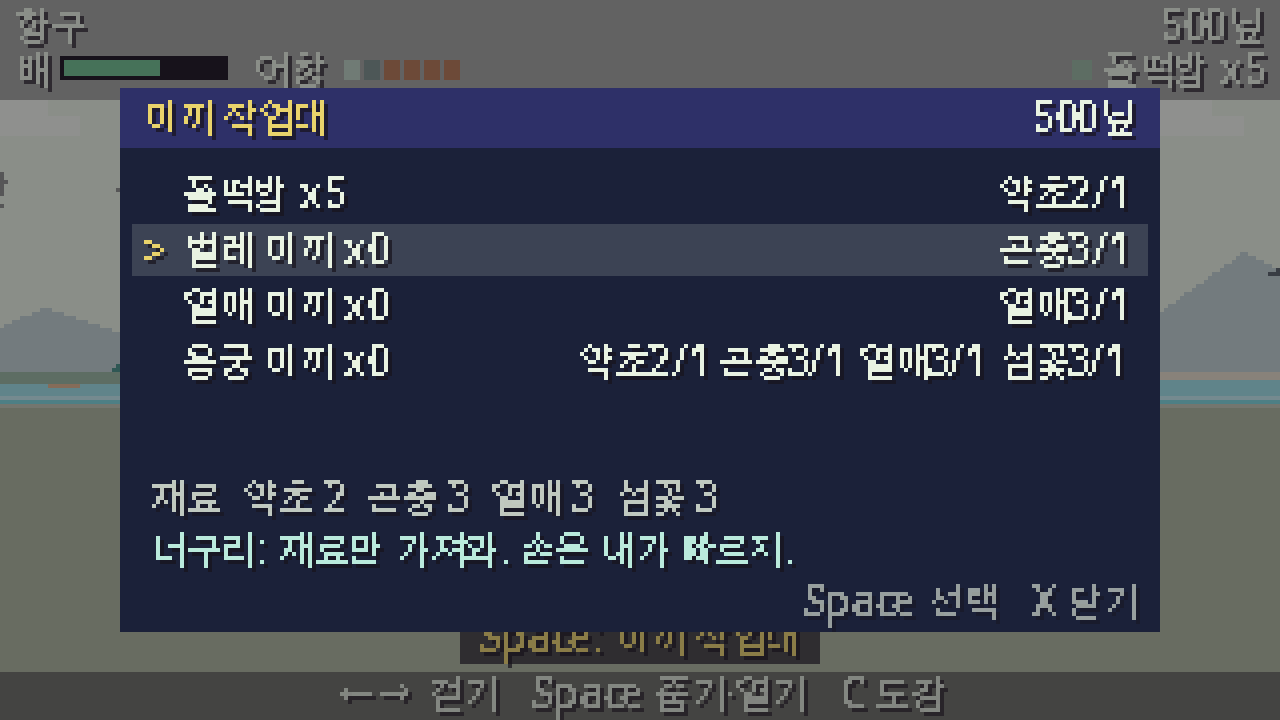 항구
500닢
배
어창
풀떡밥 x5
미끼 작업대
500닢
풀떡밥 x5 약초2/1
> 벌레 미끼 x0 곤충3/1
열매 미끼 x0 열매3/1
용궁 미끼 x0 약초2/1 곤충3/1 열매3/1 섬꽃3/1
재료 약초2 곤충3 열매3 섬꽃3
너구리: 재료만 가져와. 손은 내가 빠르지.
Space 선택 X 닫기
Space: 미끼 작업대
←→ 걷기 Space 줍기·열기 C 도감